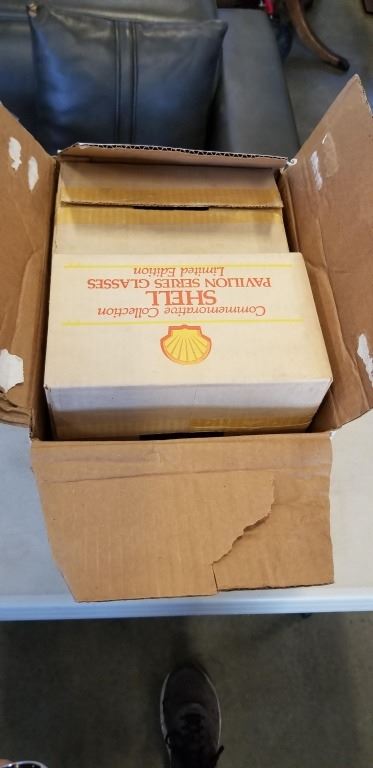 Commemorative Collection
SHELL
PAVILION SERIES GLASSES
Limited Edition